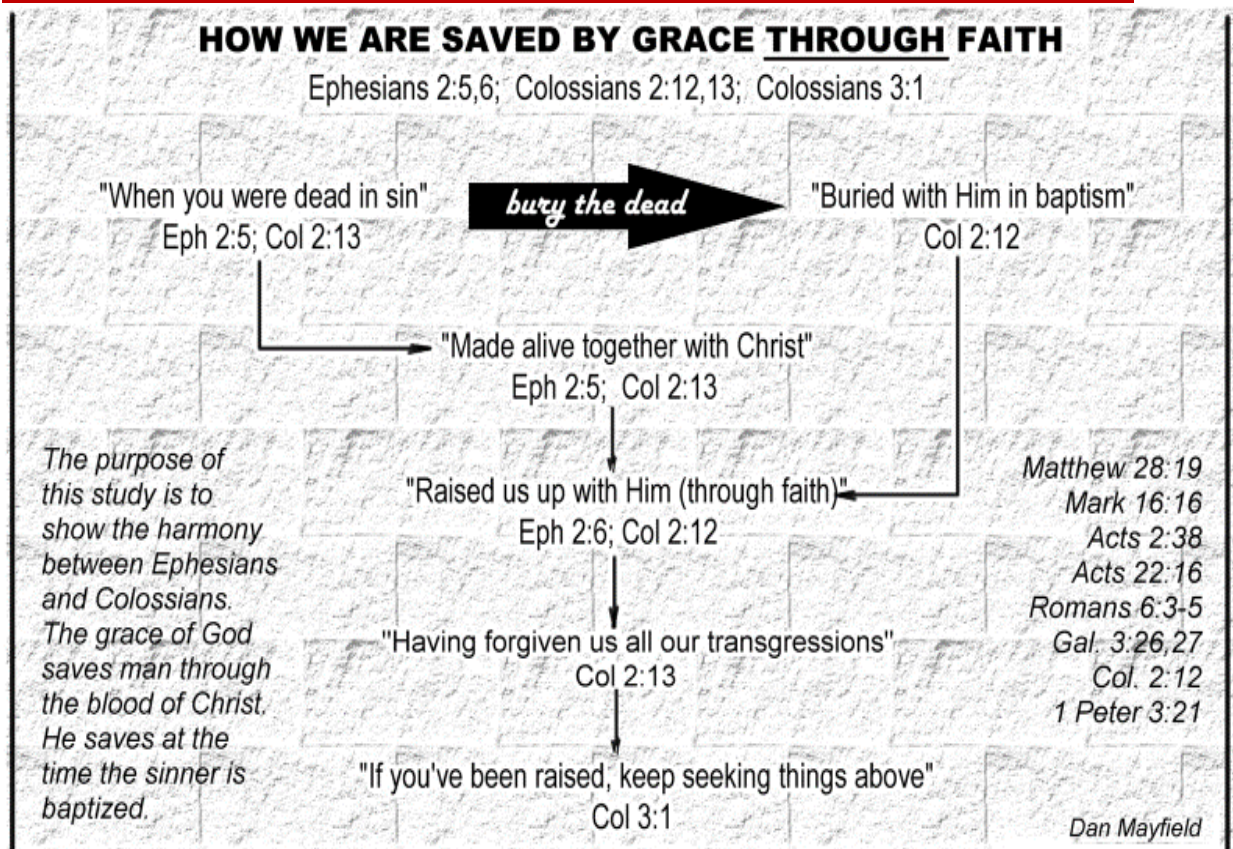 HOW WE ARE SAVED BY GRACE THROUGH FAITH
Ephesians 2:5,6; Colossians 2:12,13; Colossians 3:1
"When you were dead in sin"
Eph 2:5; Col 2:13
bury the dead
"Buried with Him in baptism"
Col 2:12
"Made alive together with Christ"
Eph 2:5; Col 2:13
"Raised us up with Him (through faith)"
Eph 2:6; Col 2:12
"Having forgiven us all our transgressions"
Col 2:13
"If you've been raised, keep seeking things above"
Col 3:1
The purpose of
this study is to
show the harmony
between Ephesians
and Colossians.
The grace of God
saves man through
the blood of Christ.
He saves at the
time the sinner is
baptized.
Matthew 28:19
Mark 16:16
Acts 2:38
Acts 22:16
Romans 6:3-5
Gal. 3:26,27
Col. 2:12
1 Peter 3:21
Dan Mayfield